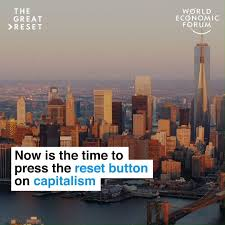 THE
GREAT
RESET
WORLD
ECONOMIC
FORUM
Now is the time to
press the reset button
on capitalism